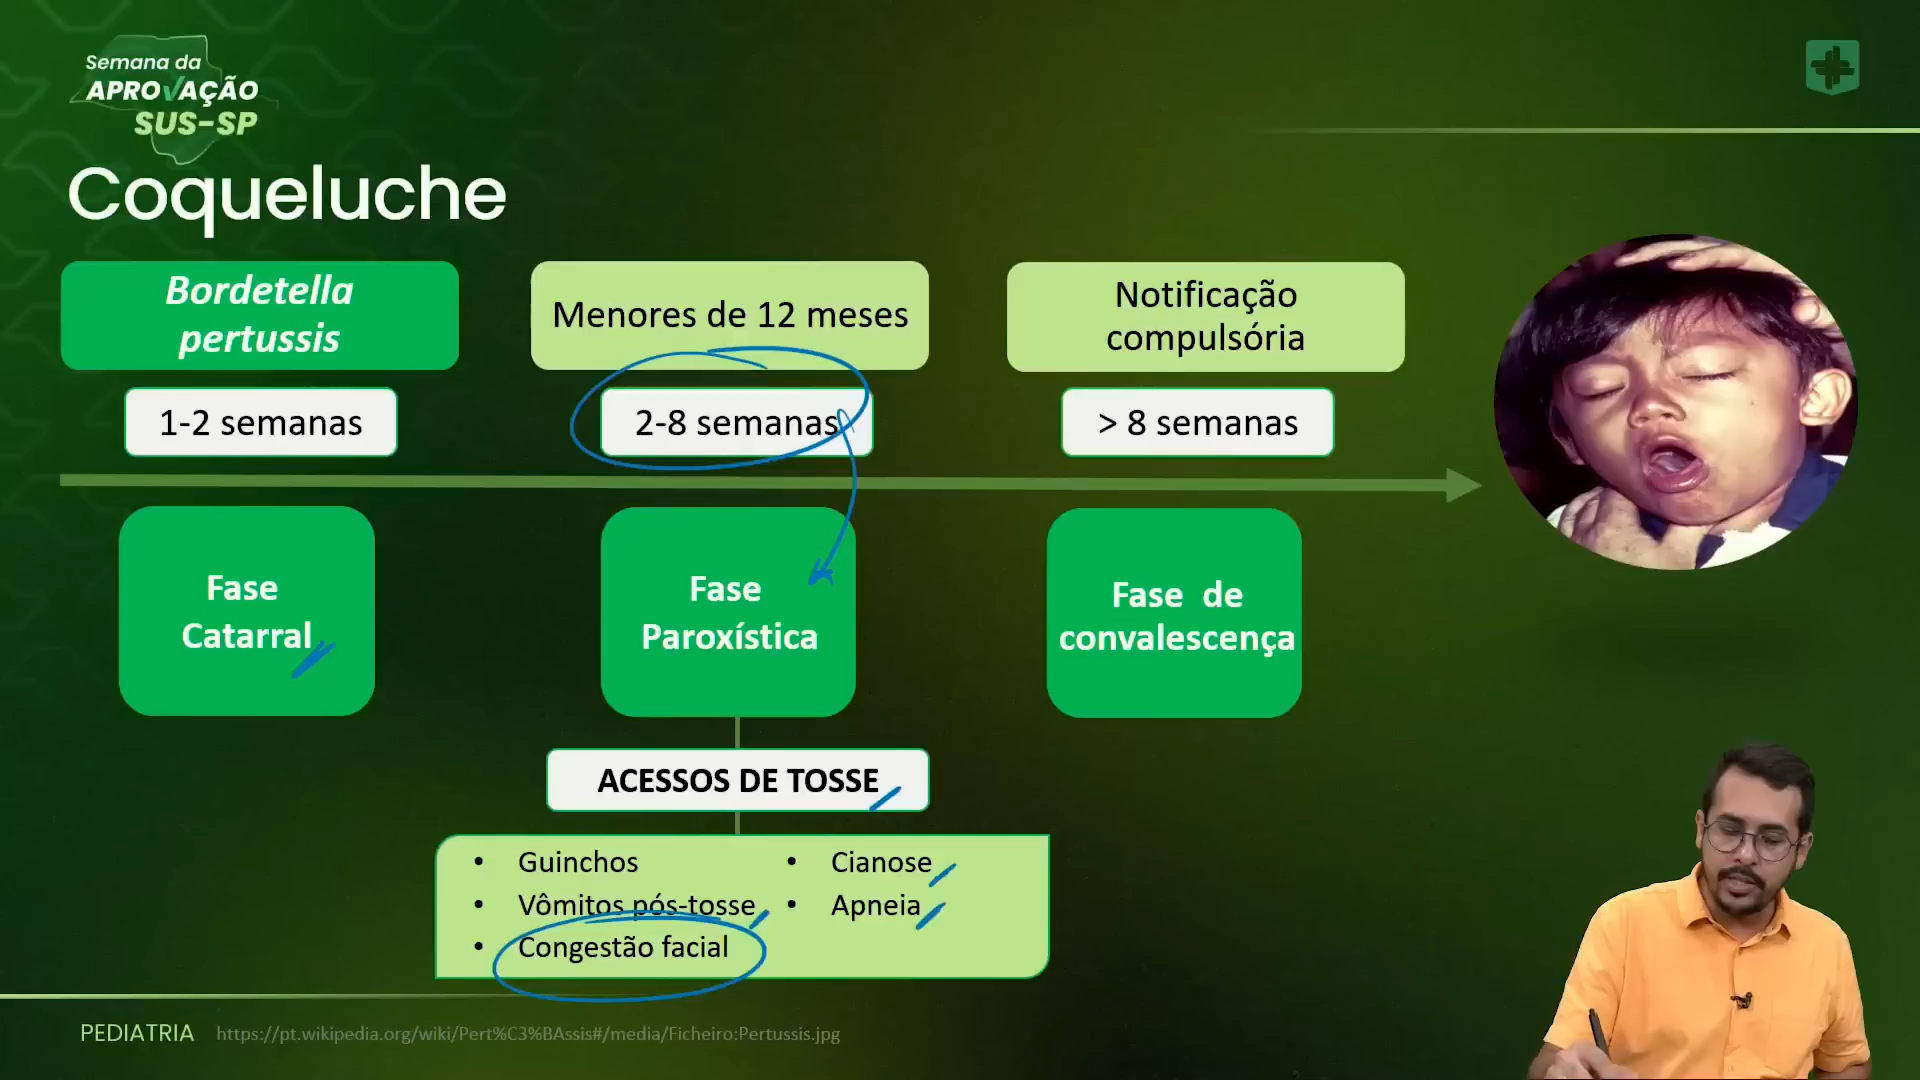 Semana da
APROVAÇÃO
SUS-SP
Coqueluche
Bordetella
pertussis
Menores de 12 meses
Notificação
compulsória
1-2 semanas
2-8 semanas
> 8 semanas
Fase
Catarral
Fase
Paroxística
Fase de
convalescença
ACESSOS DE TOSSE
• Guinchos
• Vômitos pós-tosse
• Congestão facial
• Cianose
• Apneia
PEDIATRIA
https://pt.wikipedia.org/wiki/Pert%C3%BAssis#/media/Ficheiro:Pertussis.jpg